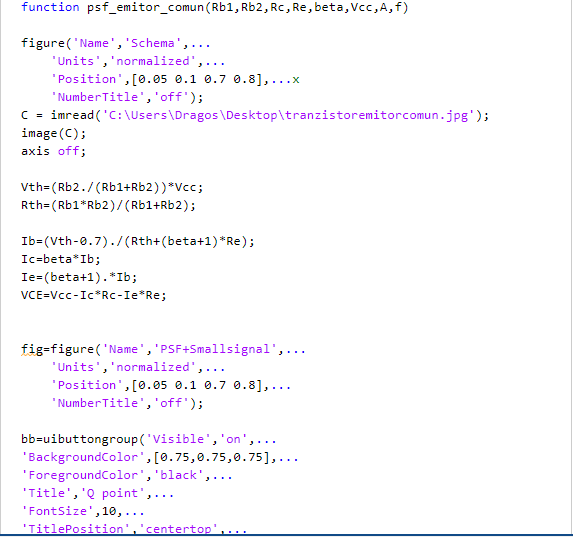 function psf_emitor_comun(Rb1,Rb2,Rc,Re,beta,Vcc,A,f)
figure('Name','Schema',...
'Units','normalized',...
'Position',[0.05 0.1 0.7 0.8],...x
'NumberTitle','off');
C = imread('C:\Users\Dragos\Desktop\tranzistoremitorcomun.jpg');
image(C);
axis off;
Vth=(Rb2./(Rb1+Rb2))*Vcc;
Rth=(Rb1*Rb2)/(Rb1+Rb2);
Ib=(Vth-0.7)./(Rth+(beta+1)*Re);
Ic=beta*Ib;
Ie=(beta+1).*Ib;
VCE=Vcc-Ic*Rc-Ie*Re;
fig=figure('Name','PSF+Smallsignal',...
'Units','normalized',...
'Position',[0.05 0.1 0.7 0.8],...
'NumberTitle','off');
bb=uibuttongroup('Visible','on',...
'BackgroundColor',[0.75,0.75,0.75],...
'ForegroundColor','black',...
'Title','Q point',...
'FontSize',10,...
'TitlePosition','centertop',...